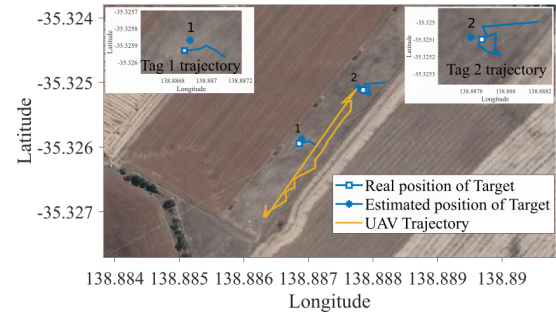 -35.324
-35.325
-35.326
-35.327
Latitude
138.884 138.885 138.886 138.887 138.888 138.889 138.89
Longitude
-35.3257
-35.3258
-35.3259
-35.326
Latitude
1
Tag 1 trajectory
138.8868 138.887 138.8872
Longitude
-35.325
-35.3251
-35.3252
-35.3253
Latitude
2
Tag 2 trajectory
138.8878 138.888 138.8882
Longitude
2
1
Real position of Target
Estimated position of Target
UAV Trajectory